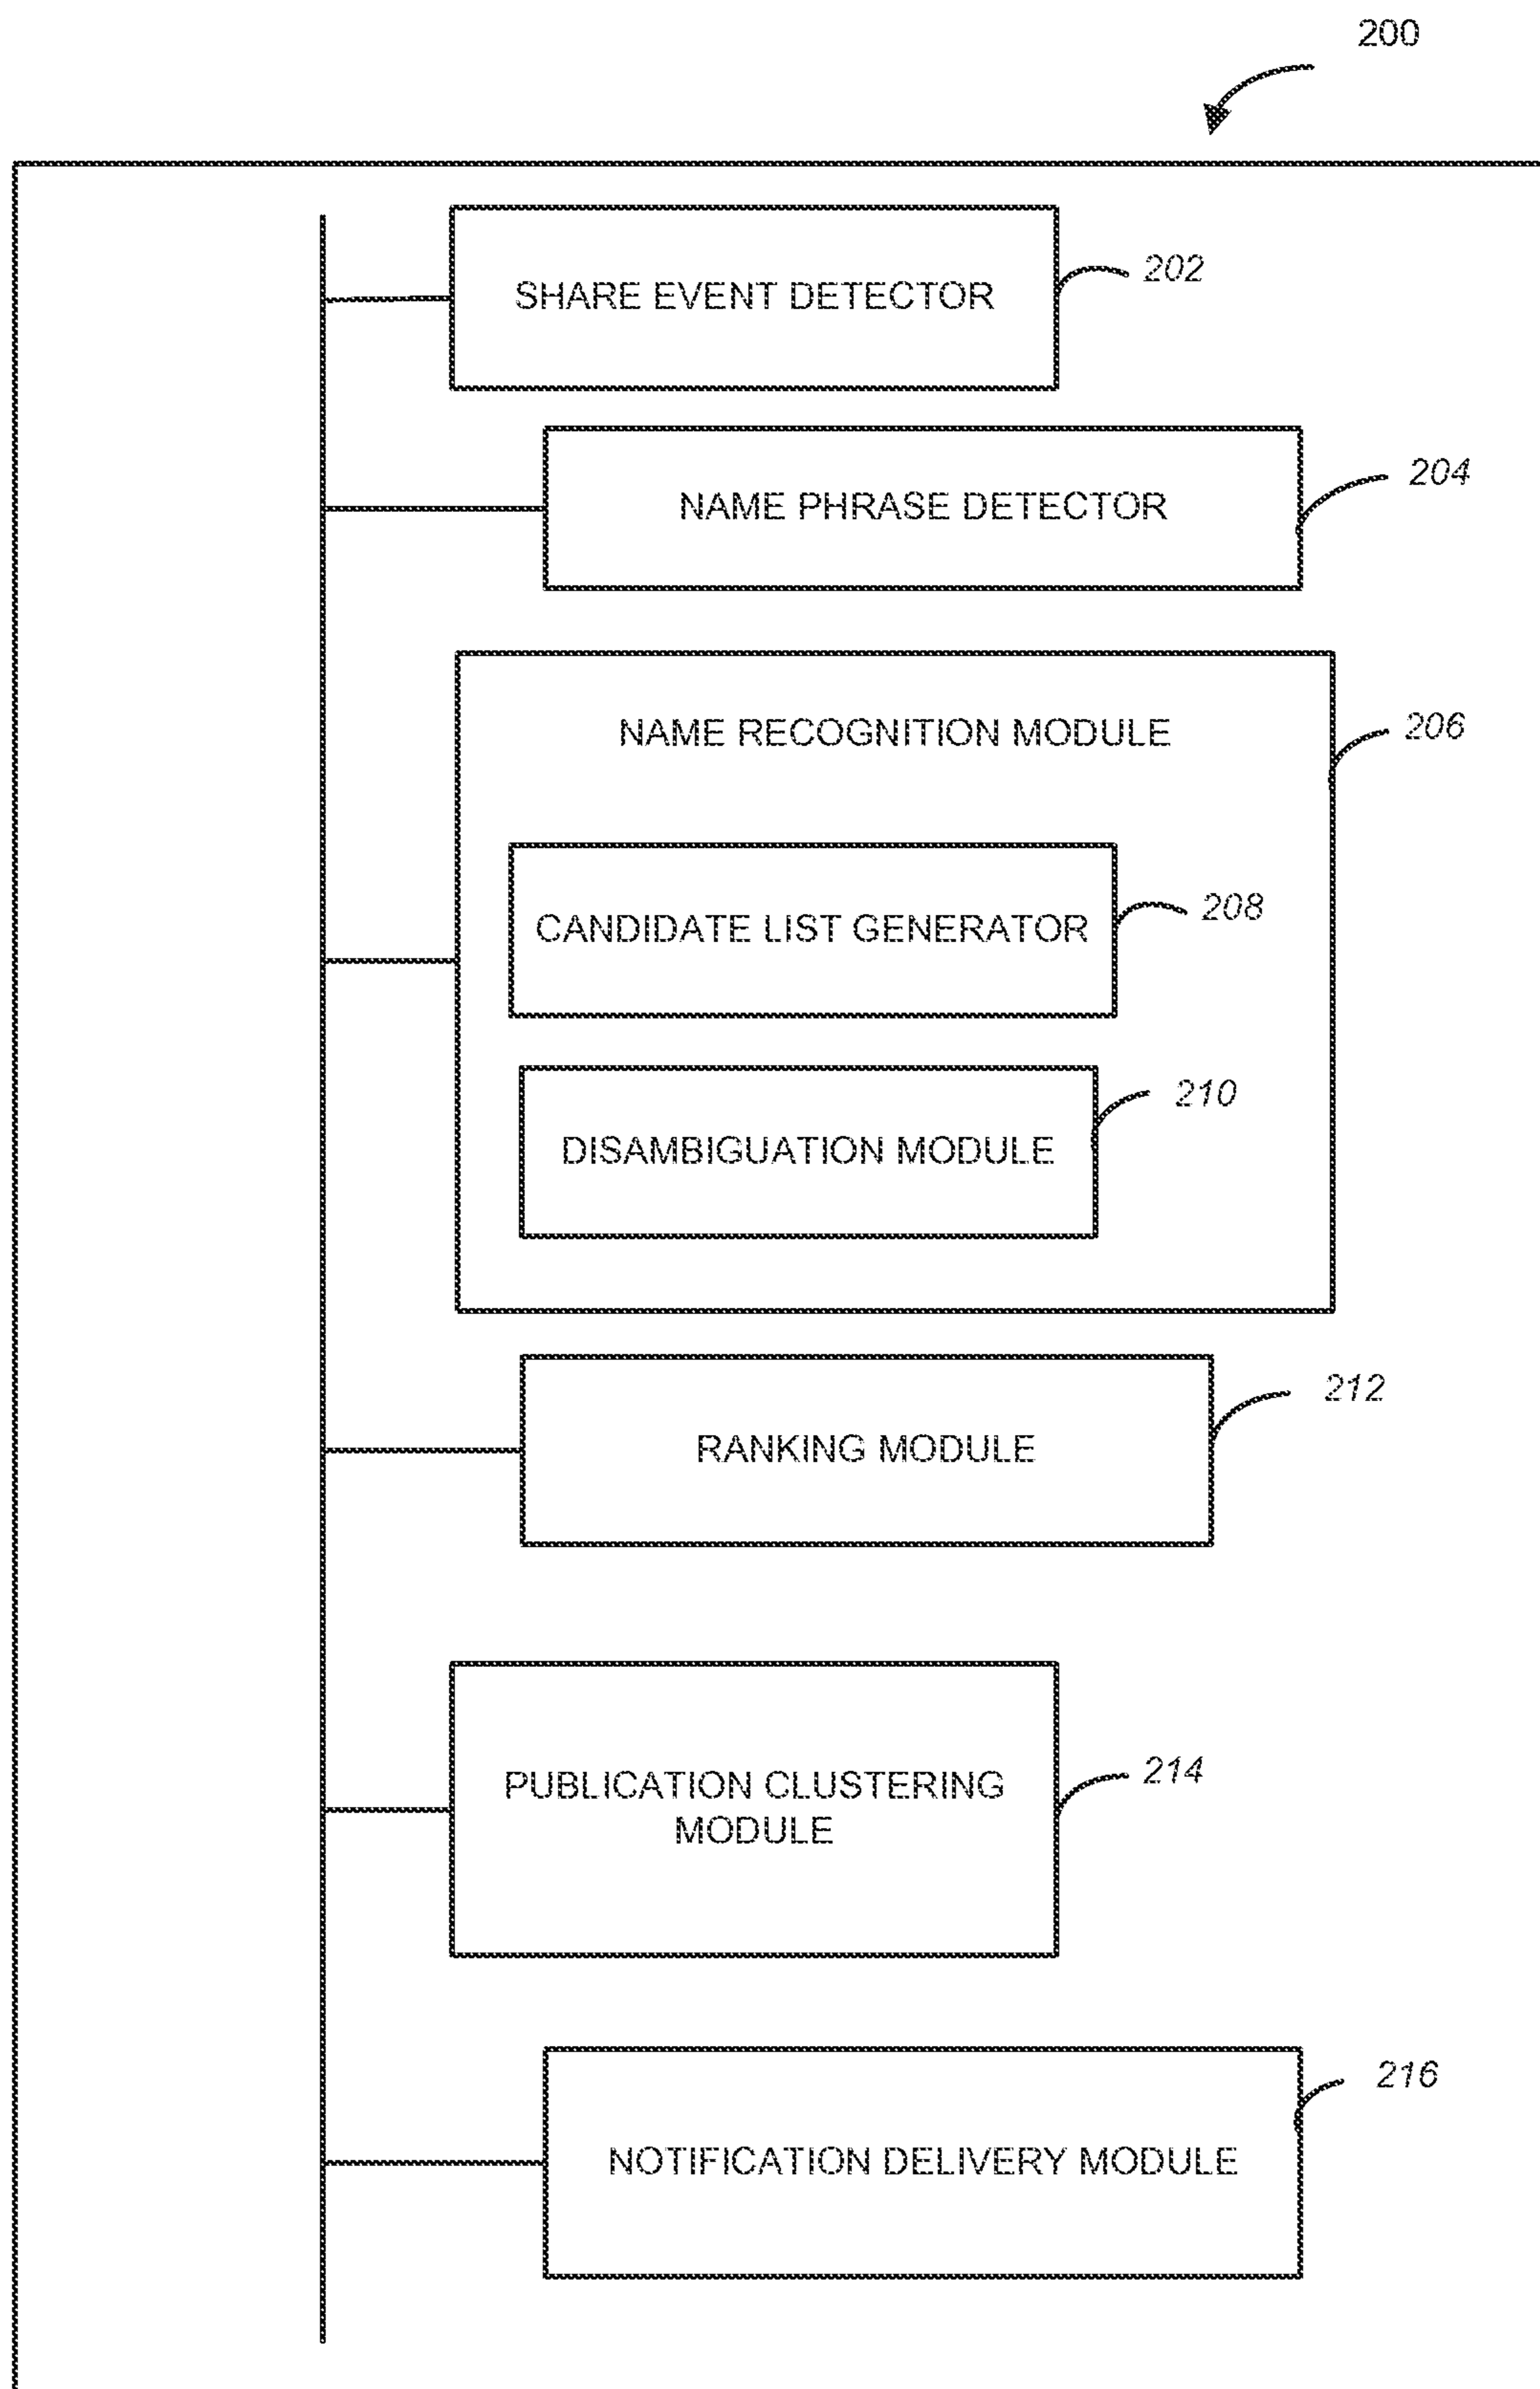 200
SHARE EVENT DETECTOR
202
NAME PHRASE DETECTOR
204
NAME RECOGNITION MODULE
206
CANDIDATE LIST GENERATOR
208
DISAMBIGUATION MODULE
210
RANKING MODULE
212
PUBLICATION CLUSTERING
MODULE
214
NOTIFICATION DELIVERY MODULE
216